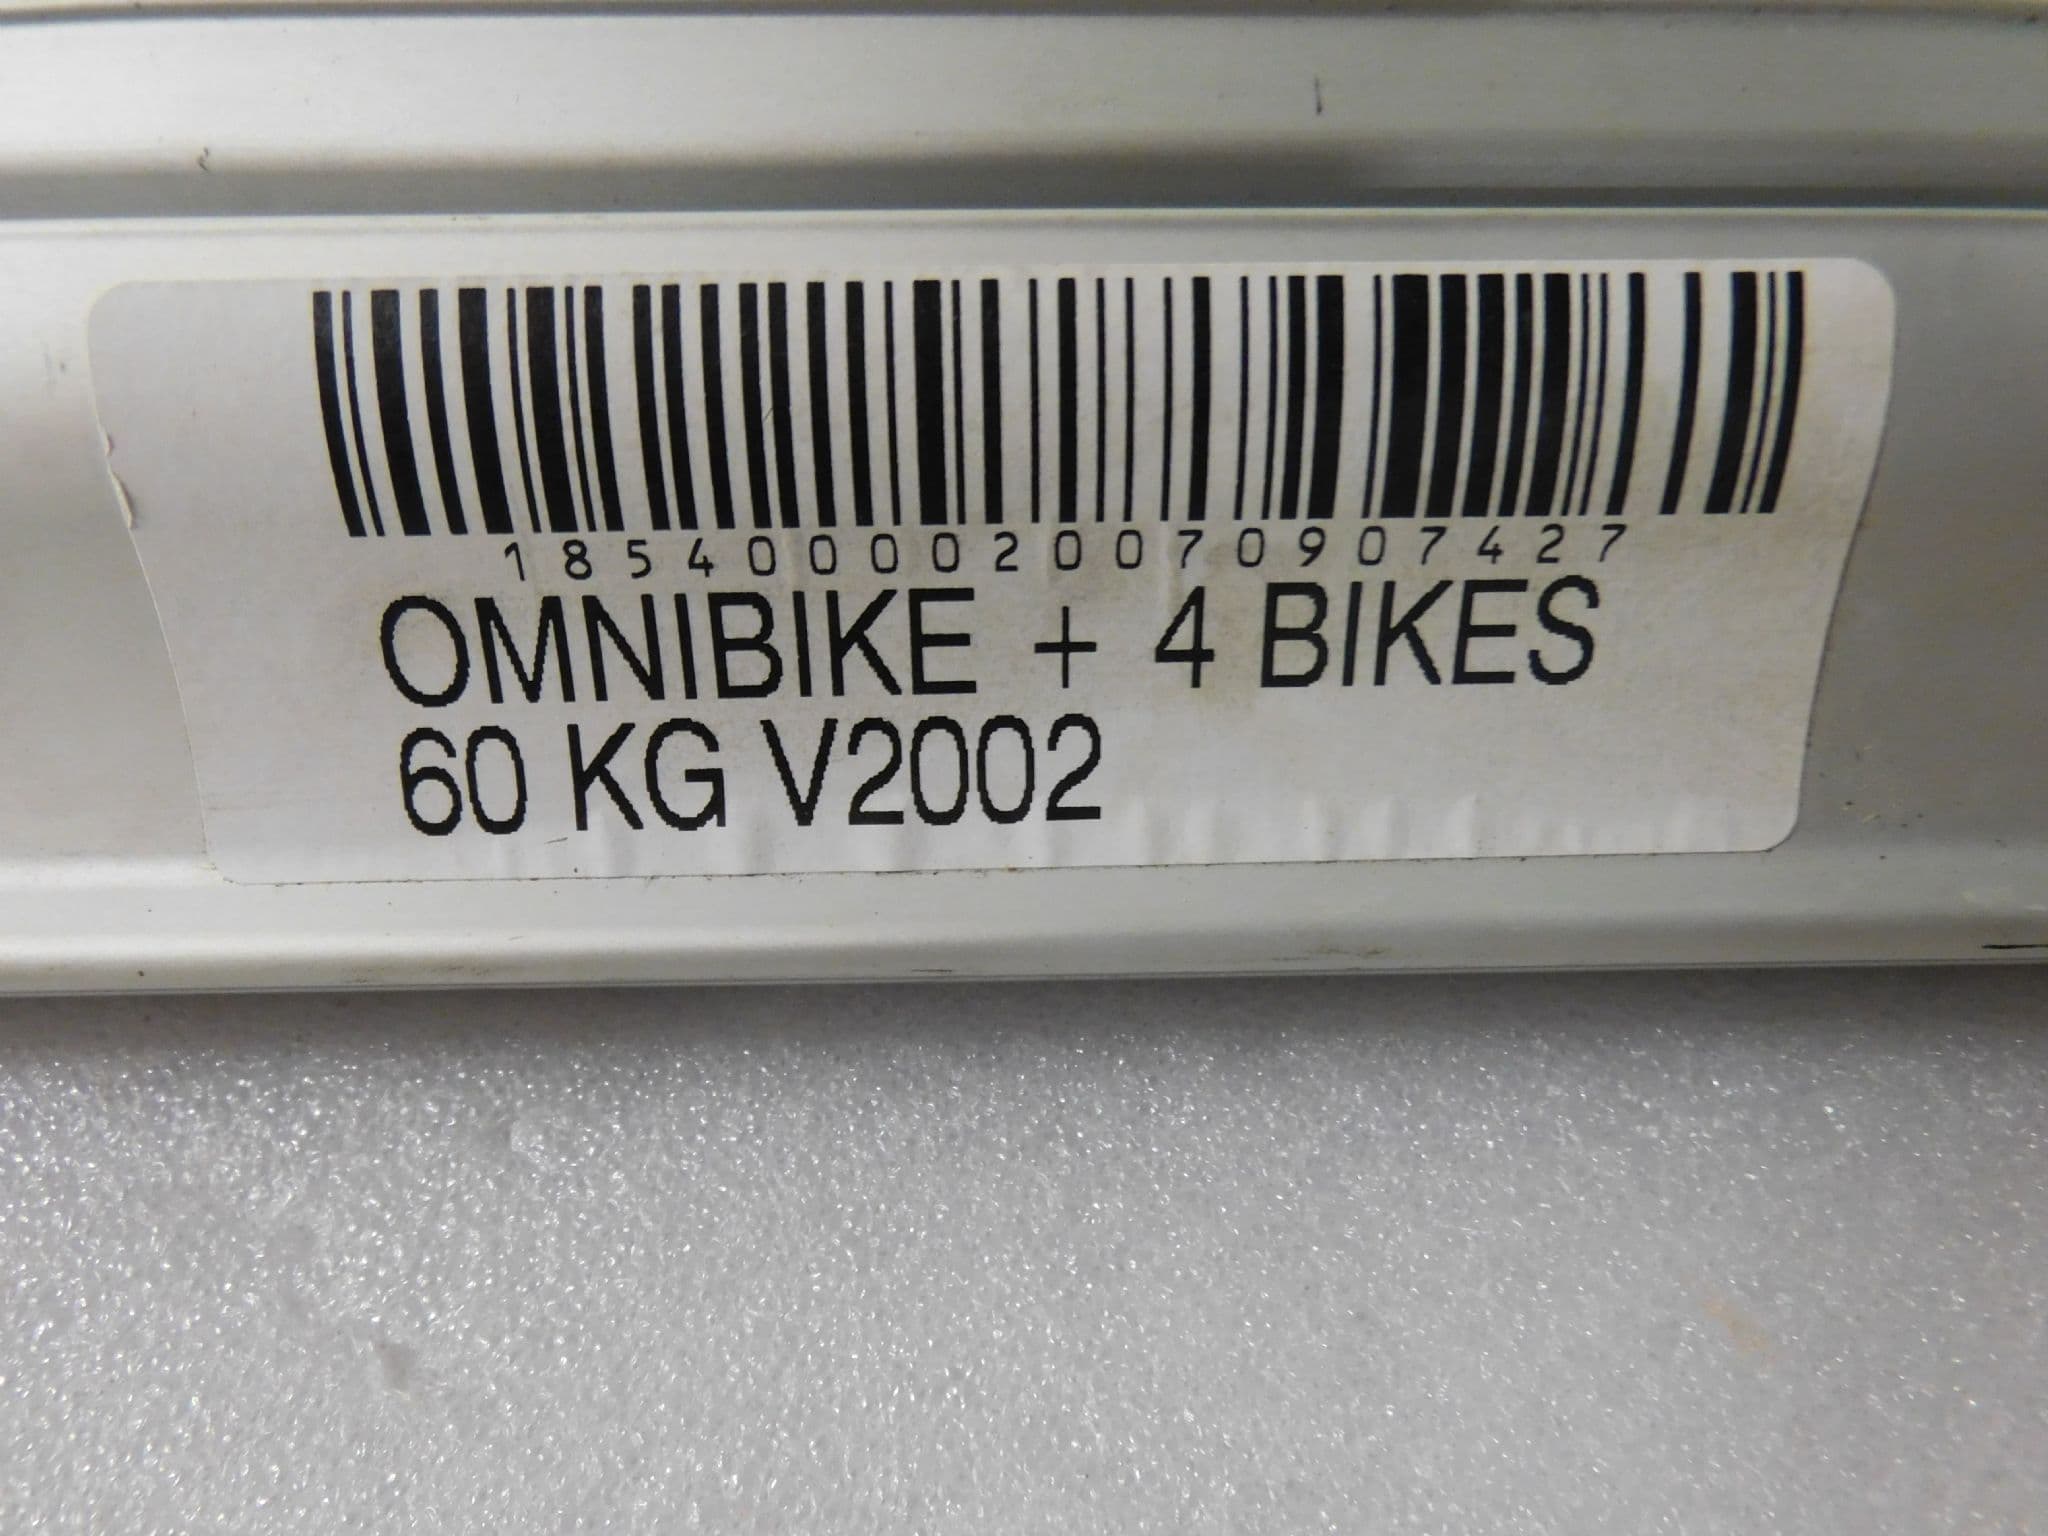 1854000020070907427
OMNIBIKE + 4 BIKES
60 KG V2002